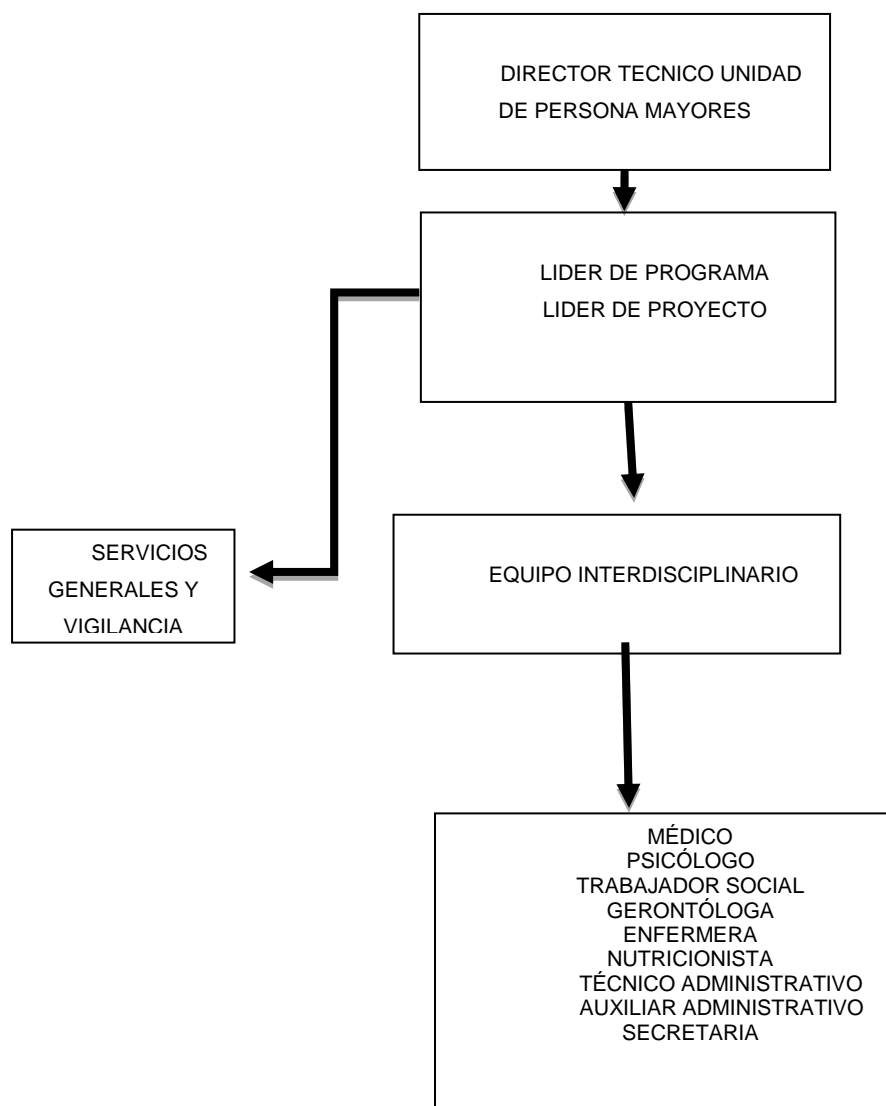 DIRECTOR TECNICO UNIDAD
DE PERSONA MAYORES
LIDER DE PROGRAMA
LIDER DE PROYECTO
SERVICIOS
GENERALES Y
VIGILANCIA
EQUIPO INTERDISCIPLINARIO
MÉDICO
PSICÓLOGO
TRABAJADOR SOCIAL
GERONTÓLOGA
ENFERMERA
NUTRICIONISTA
TÉCNICO ADMINISTRATIVO
AUXILIAR ADMINISTRATIVO
SECRETARIA